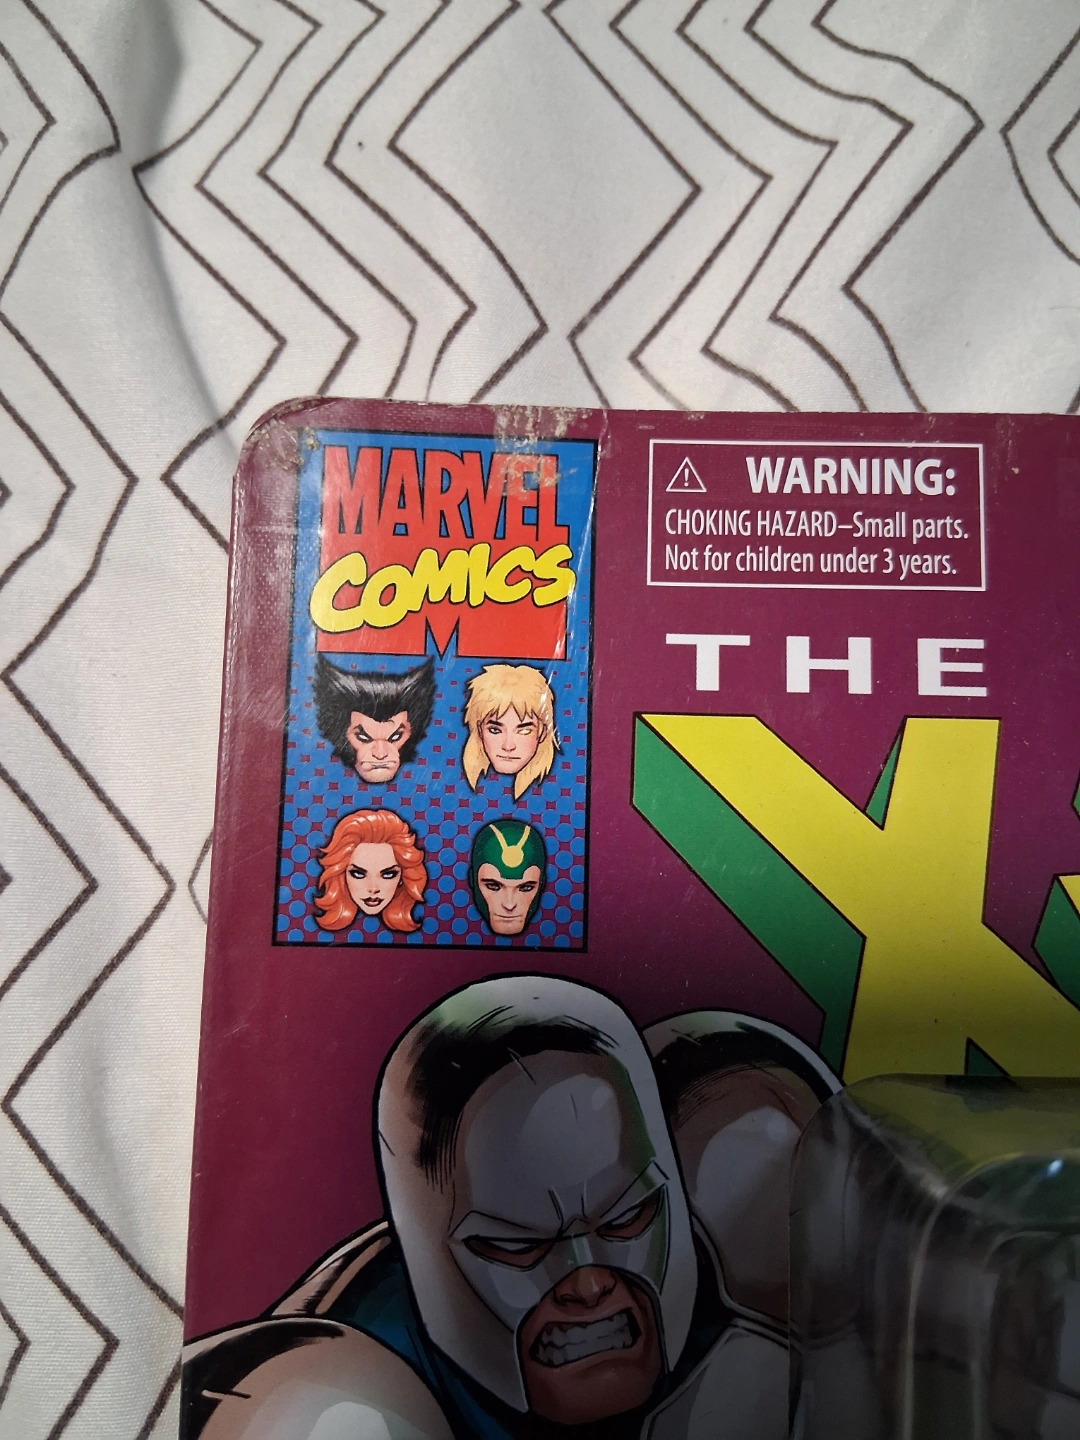 MARVEL
COMICS
WARNING:
CHOKING HAZARD–Small parts.
Not for children under 3 years.
THE
X-